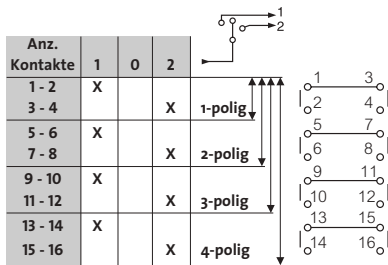 1
2
Anz.
Kontakte 1 0 2
1 - 2 X
3 - 4 X 1-polig
5 - 6 X
7 - 8 X 2-polig
9 - 10 X
11 - 12 X 3-polig
13 - 14 X
15 - 16 X 4-polig
1 3
2 4
5 7
6 8
9 11
10 12
13 15
14 16